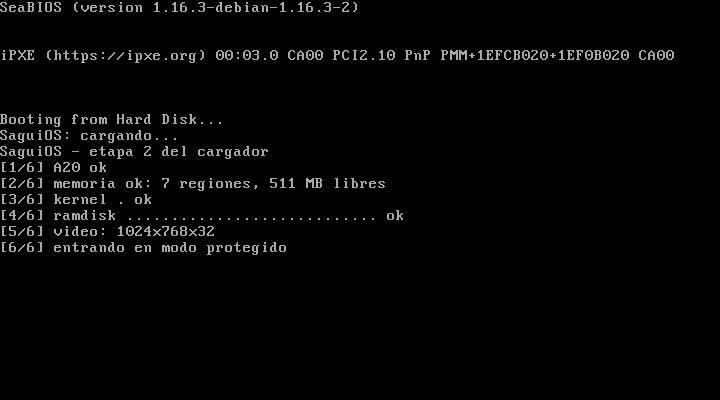 SeaBIOS (version 1.16.3-debian-1.16.3-2)
iPXE (https://ipxe.org) 00:03.0 CA00 PCI2.10 PnP PMM+1EFCB020+1EF0B020 CA00
Booting from Hard Disk...
SaguiOS: cargando...
SaguiOS - etapa 2 del cargador
[1/6] A20 ok
[2/6] memoria ok: 7 regiones, 511 MB libres
[3/6] kernel . ok
[4/6] ramdisk ............................ ok
[5/6] video: 1024x768x32
[6/6] entrando en modo protegido